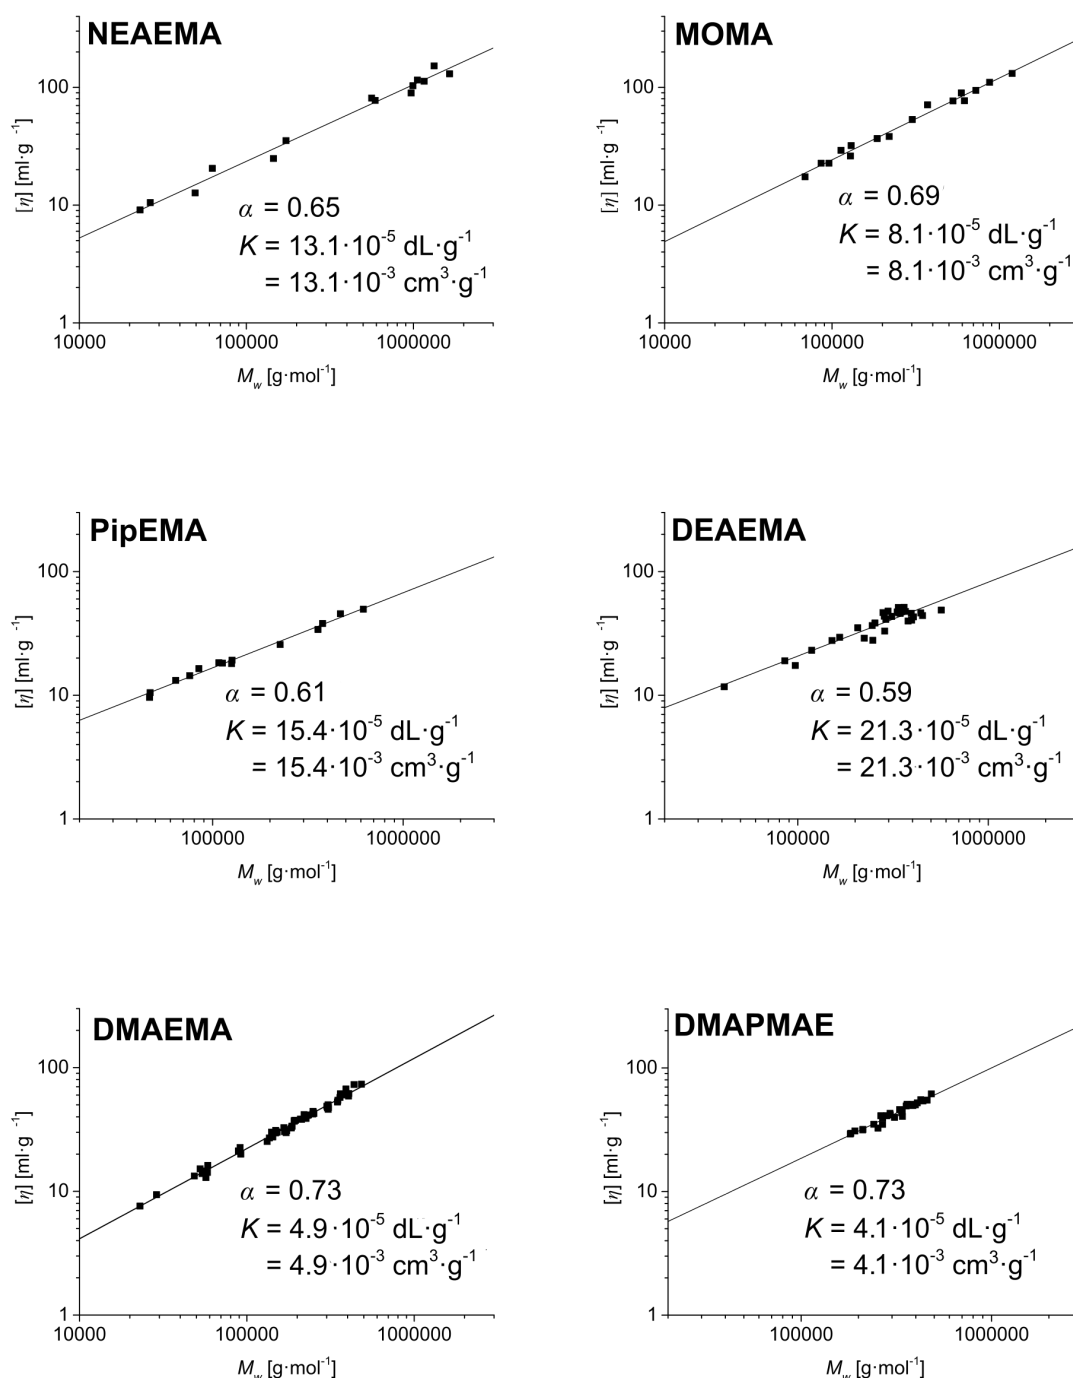 NEAEMA
100
10
1
[η] [ml·g⁻¹]
α = 0.65
K = 13.1·10⁻⁵ dL·g⁻¹
= 13.1·10⁻³ cm³·g⁻¹
10000 100000 1000000
M_w [g·mol⁻¹]
MOMA
100
10
1
[η] [ml·g⁻¹]
α = 0.69
K = 8.1·10⁻⁵ dL·g⁻¹
= 8.1·10⁻³ cm³·g⁻¹
10000 100000 1000000
M_w [g·mol⁻¹]
PipEMA
100
10
1
[η] [ml·g⁻¹]
α = 0.61
K = 15.4·10⁻⁵ dL·g⁻¹
= 15.4·10⁻³ cm³·g⁻¹
100000 1000000
M_w [g·mol⁻¹]
DEAEMA
100
10
1
[η] [ml·g⁻¹]
α = 0.59
K = 21.3·10⁻⁵ dL·g⁻¹
= 21.3·10⁻³ cm³·g⁻¹
100000 1000000
M_w [g·mol⁻¹]
DMAEMA
100
10
1
[η] [ml·g⁻¹]
α = 0.73
K = 4.9·10⁻⁵ dL·g⁻¹
= 4.9·10⁻³ cm³·g⁻¹
10000 100000 1000000
M_w [g·mol⁻¹]
DMAPMAE
100
10
1
[η] [ml·g⁻¹]
α = 0.73
K = 4.1·10⁻⁵ dL·g⁻¹
= 4.1·10⁻³ cm³·g⁻¹
100000 1000000
M_w [g·mol⁻¹]